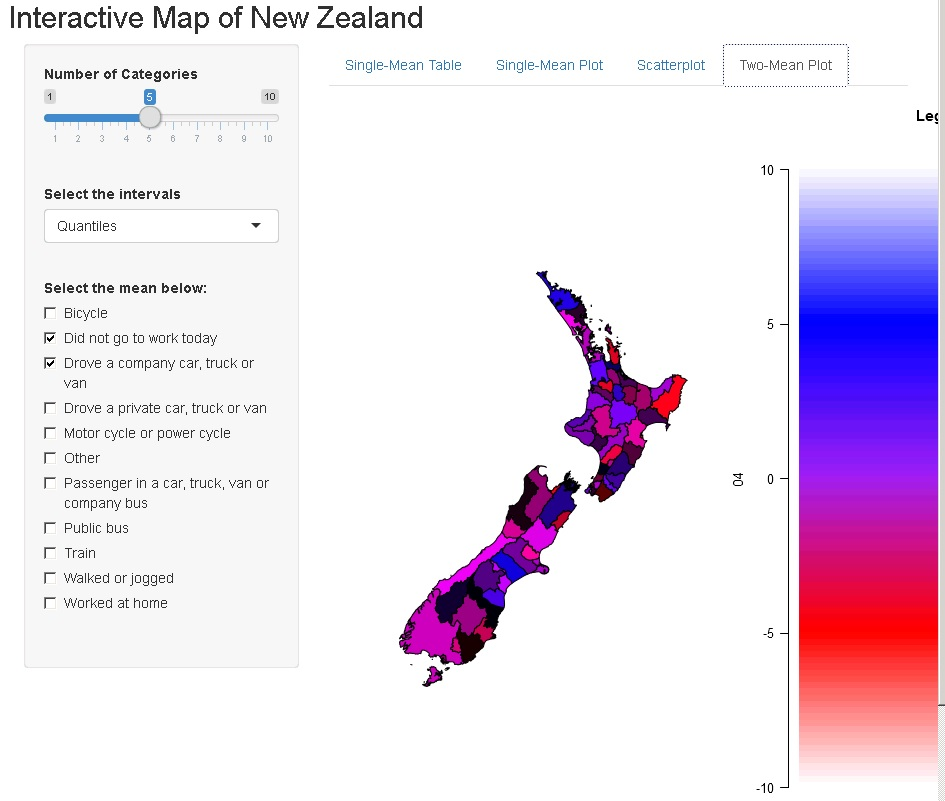 Interactive Map of New Zealand
Number of Categories
1 5 10
1 2 3 4 5 6 7 8 9 10
Select the intervals
Quantiles
Select the mean below:
Bicycle
Did not go to work today
Drove a company car, truck or
van
Drove a private car, truck or van
Motor cycle or power cycle
Other
Passenger in a car, truck, van or
company bus
Public bus
Train
Walked or jogged
Worked at home
Single-Mean Table Single-Mean Plot Scatterplot Two-Mean Plot
Leg
10
5
04
0
-5
-10